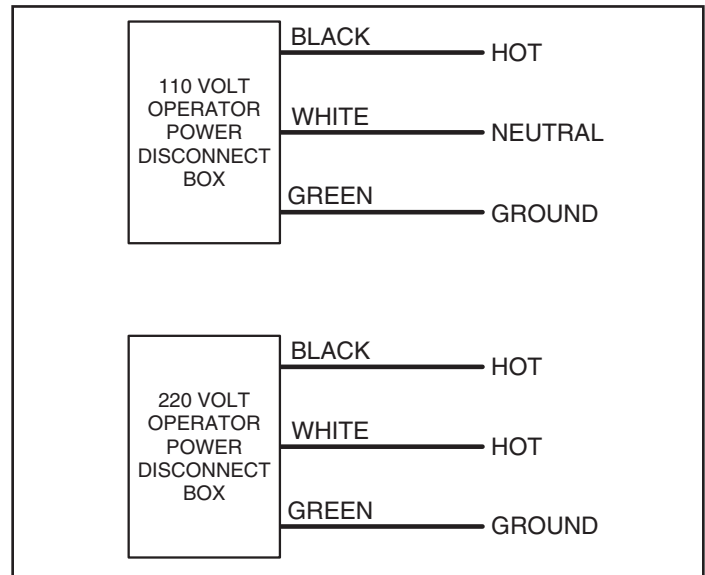 110 VOLT
OPERATOR
POWER
DISCONNECT
BOX
BLACK
HOT
WHITE
NEUTRAL
GREEN
GROUND
220 VOLT
OPERATOR
POWER
DISCONNECT
BOX
BLACK
HOT
WHITE
HOT
GREEN
GROUND